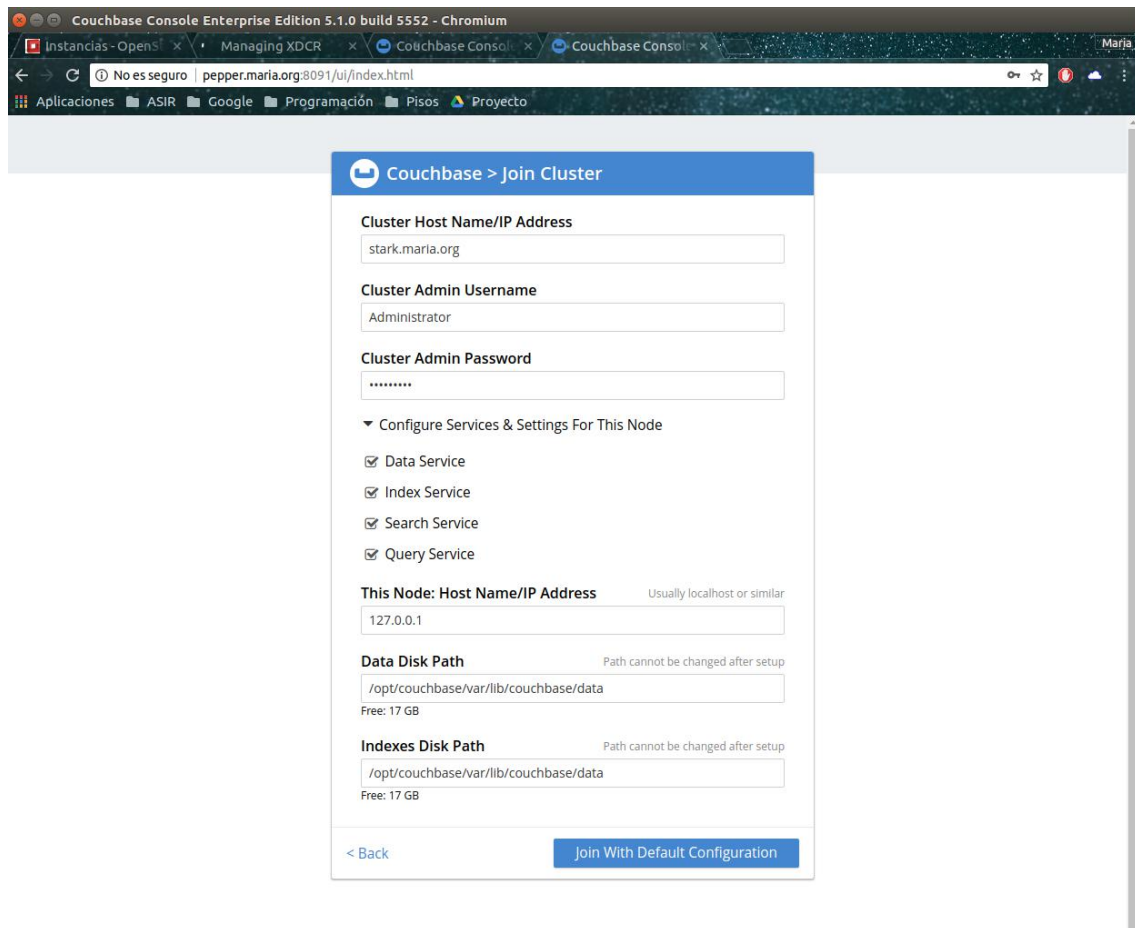 Couchbase Console Enterprise Edition 5.1.0 build 5552 - Chromium
Instancias - OpenS
Managing XDCR
Couchbase Consol
Couchbase Consol
Maria
No es seguro | pepper.maria.org:8091/ui/index.html
Aplicaciones ASIR Google Programación Pisos Proyecto
Couchbase > Join Cluster
Cluster Host Name/IP Address
stark.maria.org
Cluster Admin Username
Administrator
Cluster Admin Password
•••••••••
Configure Services & Settings For This Node
Data Service
Index Service
Search Service
Query Service
This Node: Host Name/IP Address Usually localhost or similar
127.0.0.1
Data Disk Path Path cannot be changed after setup
/opt/couchbase/var/lib/couchbase/data
Free: 17 GB
Indexes Disk Path Path cannot be changed after setup
/opt/couchbase/var/lib/couchbase/data
Free: 17 GB
< Back
Join With Default Configuration